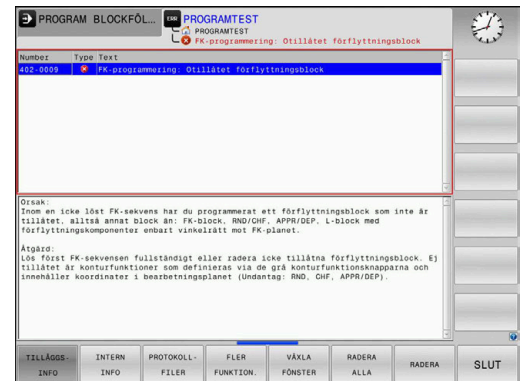 PROGRAM BLOCKFÖL...
ERR PROGRAMTEST
PROGRAMTEST
FK-programmering: Otillåtet förflyttningsblock
Number Type Text
402-0009 FK-programmering: Otillåtet förflyttningsblock
Orsak:
Inom en icke löst FK-sekvens har du programmerat ett förflyttningsblock som inte är
tillåtet, alltså annat block än: FK-block, RND/CHF, APPR/DEP, L-block med
förflyttningskomponenter enbart vinkelrätt mot FK-planet.
Åtgärd:
Lös först FK-sekvensen fullständigt eller radera icke tillåtna förflyttningsblock. Ej
tillåtet är konturfunktioner som definieras via de grå konturfunktionsknapparna och
innehåller koordinater i bearbetningsplanet (Undantag: RND, CHF, APPR/DEP).
TILLÄGGS-
INFO
INTERN
INFO
PROTOKOLL-
FILER
FLER
FUNKTION.
VÄXLA
FÖNSTER
RADERA
ALLA
RADERA
SLUT